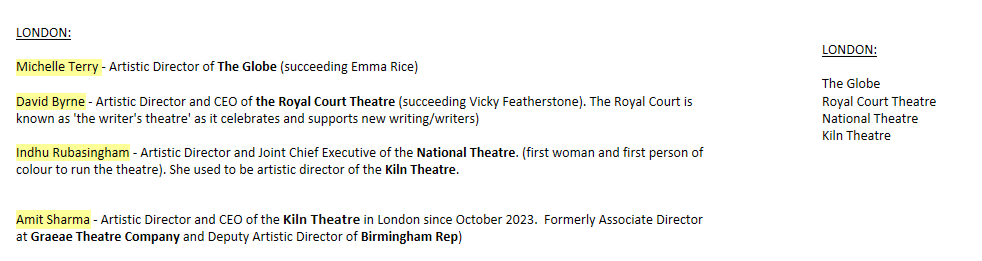 LONDON:
Michelle Terry - Artistic Director of The Globe (succeeding Emma Rice)
David Byrne - Artistic Director and CEO of the Royal Court Theatre (succeeding Vicky Featherstone). The Royal Court is
known as 'the writer's theatre' as it celebrates and supports new writing/writers)
Indhu Rubasingham - Artistic Director and Joint Chief Executive of the National Theatre. (first woman and first person of
colour to run the theatre). She used to be artistic director of the Kiln Theatre.
Amit Sharma - Artistic Director and CEO of the Kiln Theatre in London since October 2023.  Formerly Associate Director
at Graeae Theatre Company and Deputy Artistic Director of Birmingham Rep)
LONDON:
The Globe
Royal Court Theatre
National Theatre
Kiln Theatre